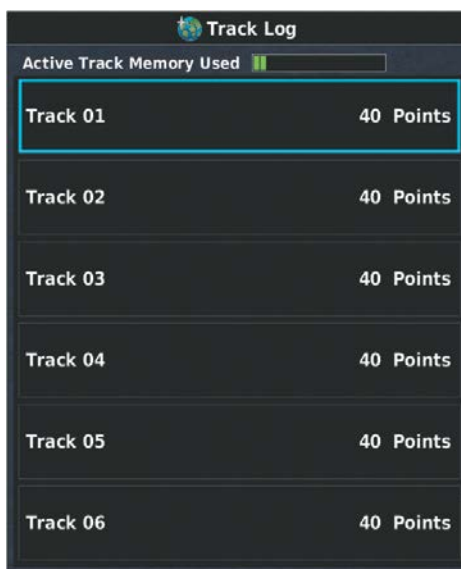 Track Log
Active Track Memory Used
Track 01 40 Points
Track 02 40 Points
Track 03 40 Points
Track 04 40 Points
Track 05 40 Points
Track 06 40 Points